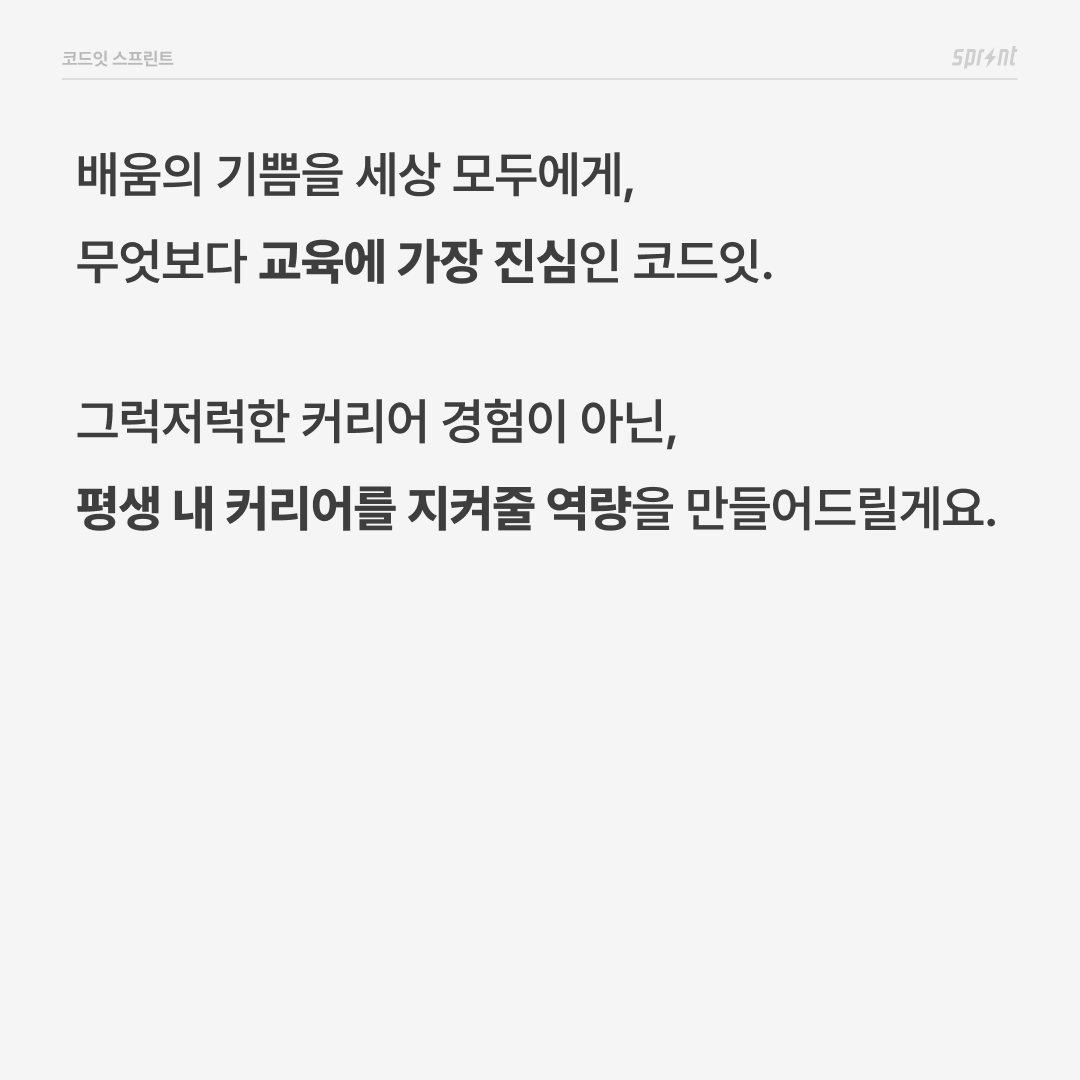 코드잇 스프린트
sprint
배움의 기쁨을 세상 모두에게,
무엇보다 교육에 가장 진심인 코드잇.
그럭저럭한 커리어 경험이 아닌,
평생 내 커리어를 지켜줄 역량을 만들어드릴게요.